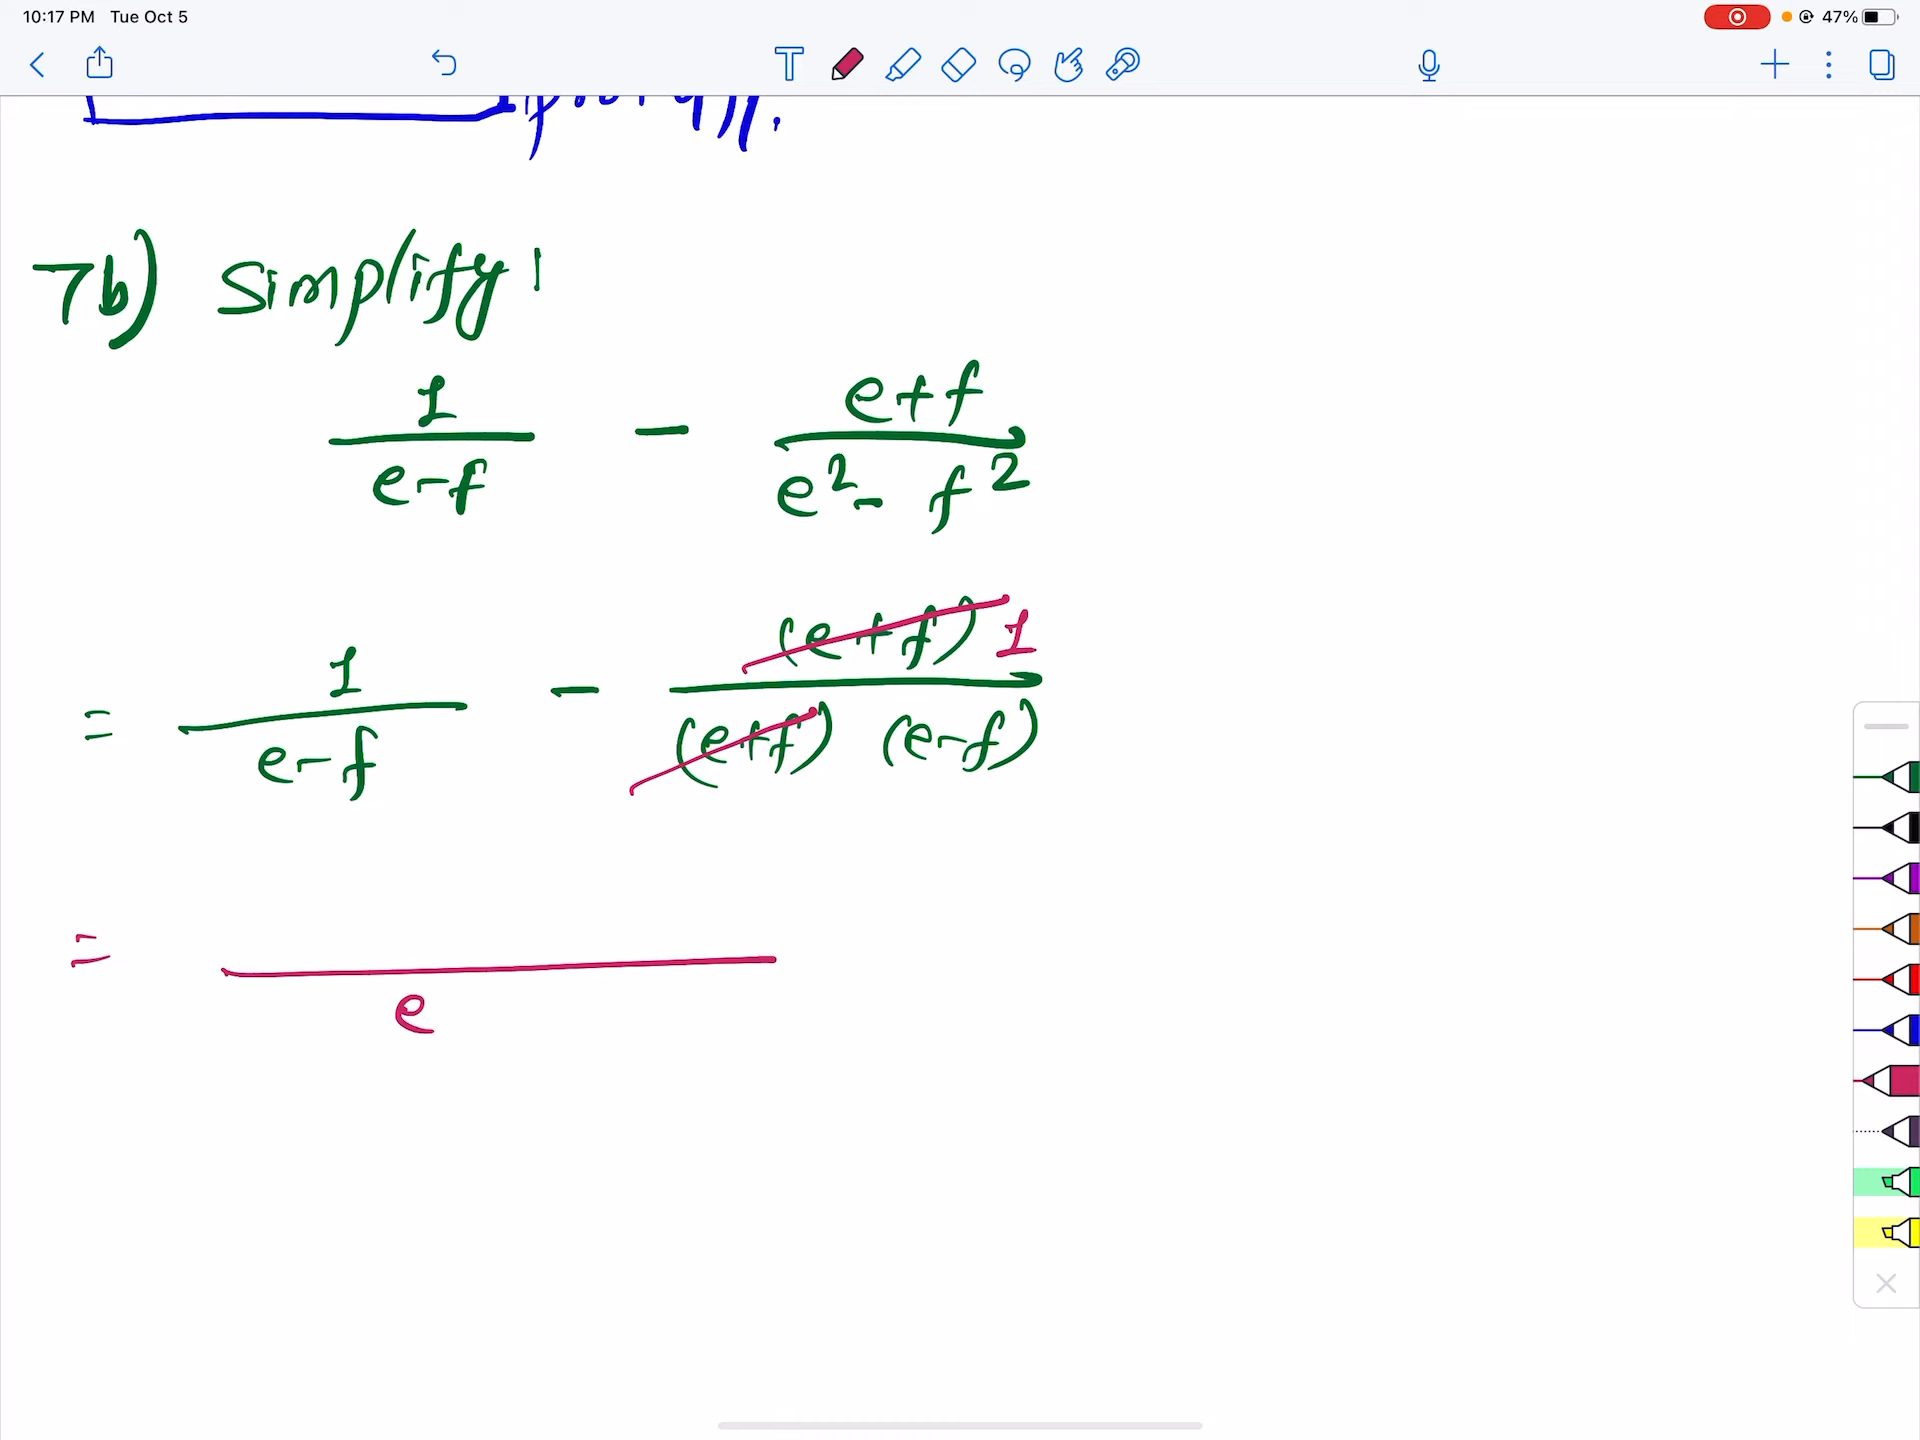 10:17 PM Tue Oct 5
47%
7b) Simplify!
1/(e-f) - (e+f)/(e² - f²)
= 1/(e-f) - (e+f) 1/(e+f) (e-f)
= /e